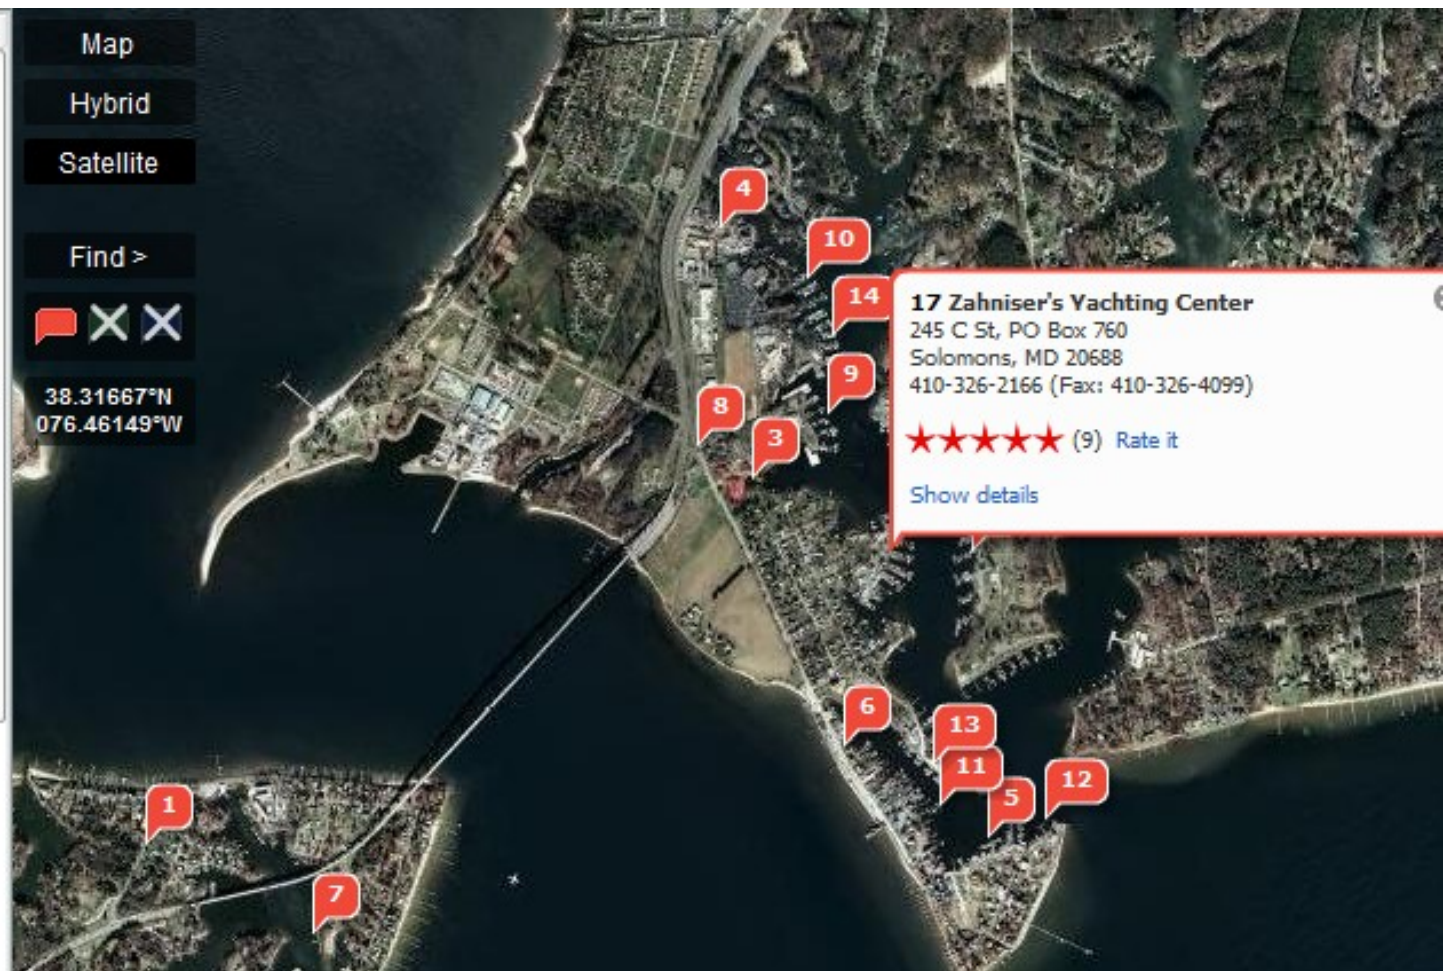 Map
Hybrid
Satellite
Find >
38.31667°N
076.46149°W
4
10
14
9
8
3
17 Zahniser's Yachting Center
245 C St, PO Box 760
Solomons, MD 20688
410-326-2166 (Fax: 410-326-4099)
(9) Rate it
Show details
6
13
11
5
12
1
7